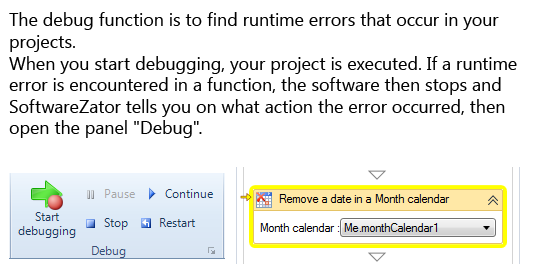 The debug function is to find runtime errors that occur in your
projects.
When you start debugging, your project is executed. If a runtime
error is encountered in a function, the software then stops and
SoftwareZator tells you on what action the error occurred, then
open the panel "Debug".
Start
debugging
Pause
Continue
Stop
Restart
Debug
Remove a date in a Month calendar
Month calendar : Me.monthCalendar1